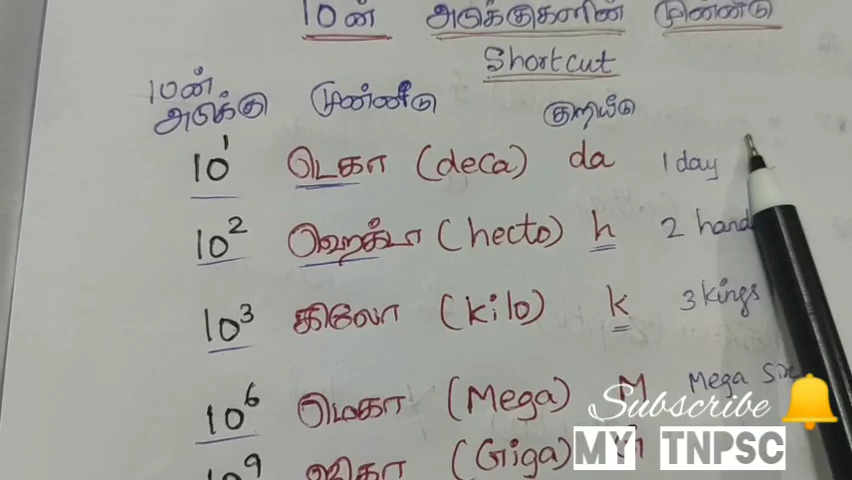 10ன் அடுக்குகளின் முன்னீடு
Shortcut
10ன் அடுக்கு முன்னீடு குறியீடு
10¹ டெகா (deca) da 1 day
10² ஹெக்டா (hecto) h 2 hand
10³ கிலோ (kilo) k 3 kings
10⁶ மெகா (Mega) M Mega
Subscribe
10⁹ ஜிகா (Giga)
MY TNPSC